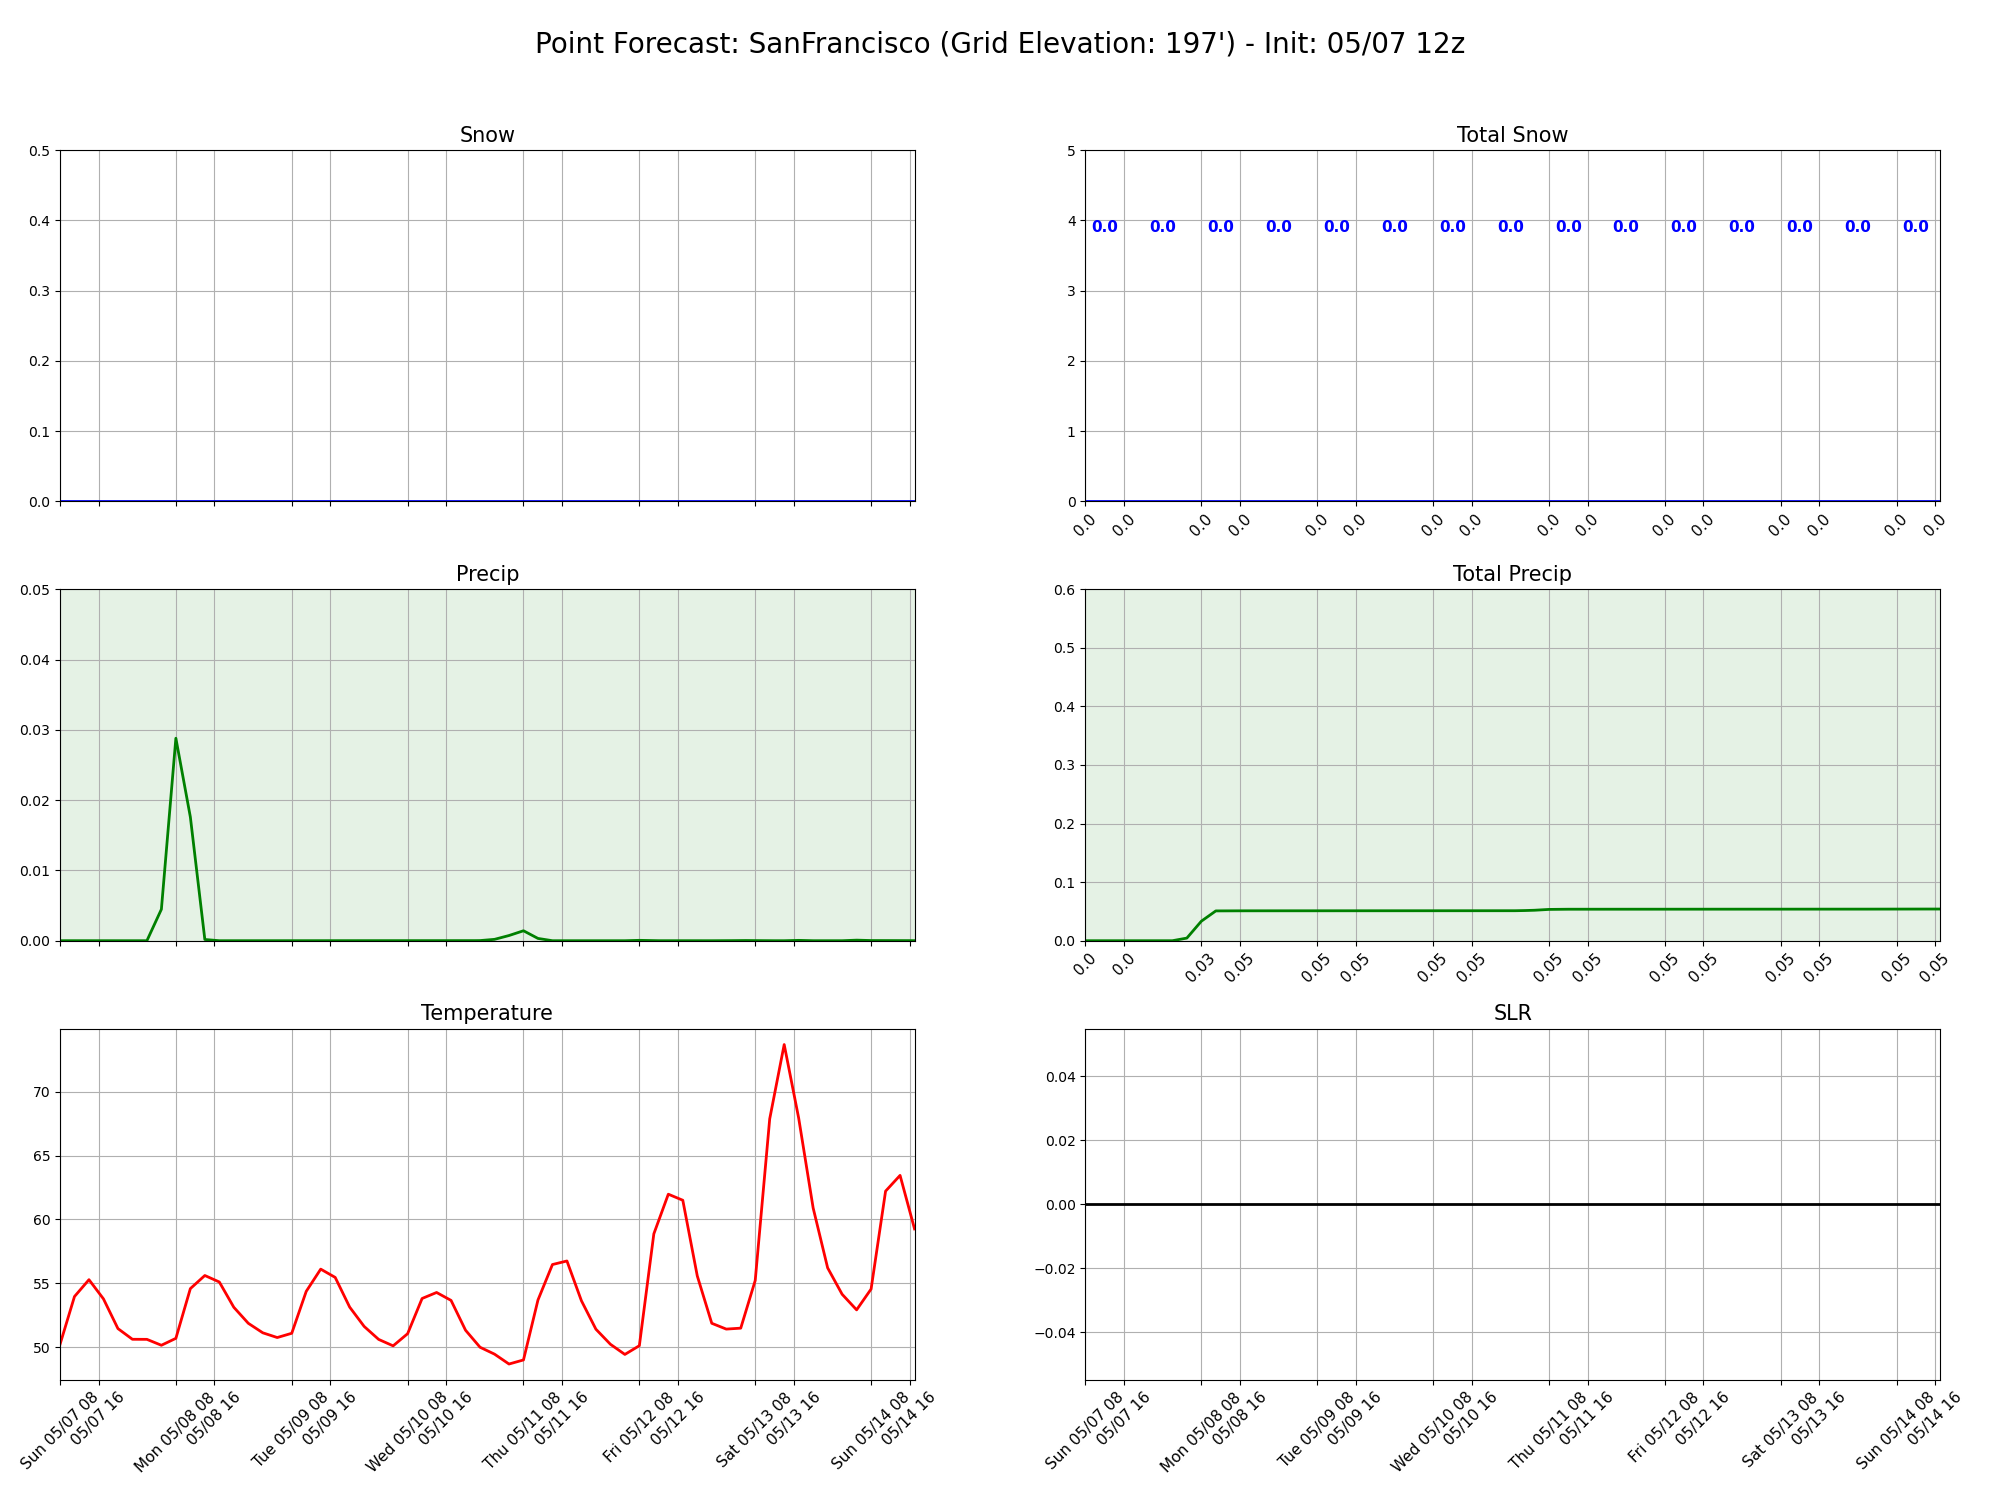 Point Forecast: SanFrancisco (Grid Elevation: 197') - Init: 05/07 12z
Snow
0.5
0.4
0.3
0.2
0.1
0.0
Total Snow
5
4
3
2
1
0
0.0 0.0 0.0 0.0 0.0 0.0 0.0 0.0 0.0 0.0 0.0 0.0 0.0 0.0 0.0
0.0 0.0 0.0 0.0 0.0 0.0 0.0 0.0 0.0 0.0 0.0 0.0 0.0 0.0 0.0 0.0
Precip
0.05
0.04
0.03
0.02
0.01
0.00
Total Precip
0.6
0.5
0.4
0.3
0.2
0.1
0.0
0.0 0.0 0.03 0.05 0.05 0.05 0.05 0.05 0.05 0.05 0.05 0.05 0.05 0.05 0.05 0.05
Temperature
70
65
60
55
50
Sun 05/07 08
05/07 16
Mon 05/08 08
05/08 16
Tue 05/09 08
05/09 16
Wed 05/10 08
05/10 16
Thu 05/11 08
05/11 16
Fri 05/12 08
05/12 16
Sat 05/13 08
05/13 16
Sun 05/14 08
05/14 16
SLR
0.04
0.02
0.00
−0.02
−0.04
Sun 05/07 08
05/07 16
Mon 05/08 08
05/08 16
Tue 05/09 08
05/09 16
Wed 05/10 08
05/10 16
Thu 05/11 08
05/11 16
Fri 05/12 08
05/12 16
Sat 05/13 08
05/13 16
Sun 05/14 08
05/14 16